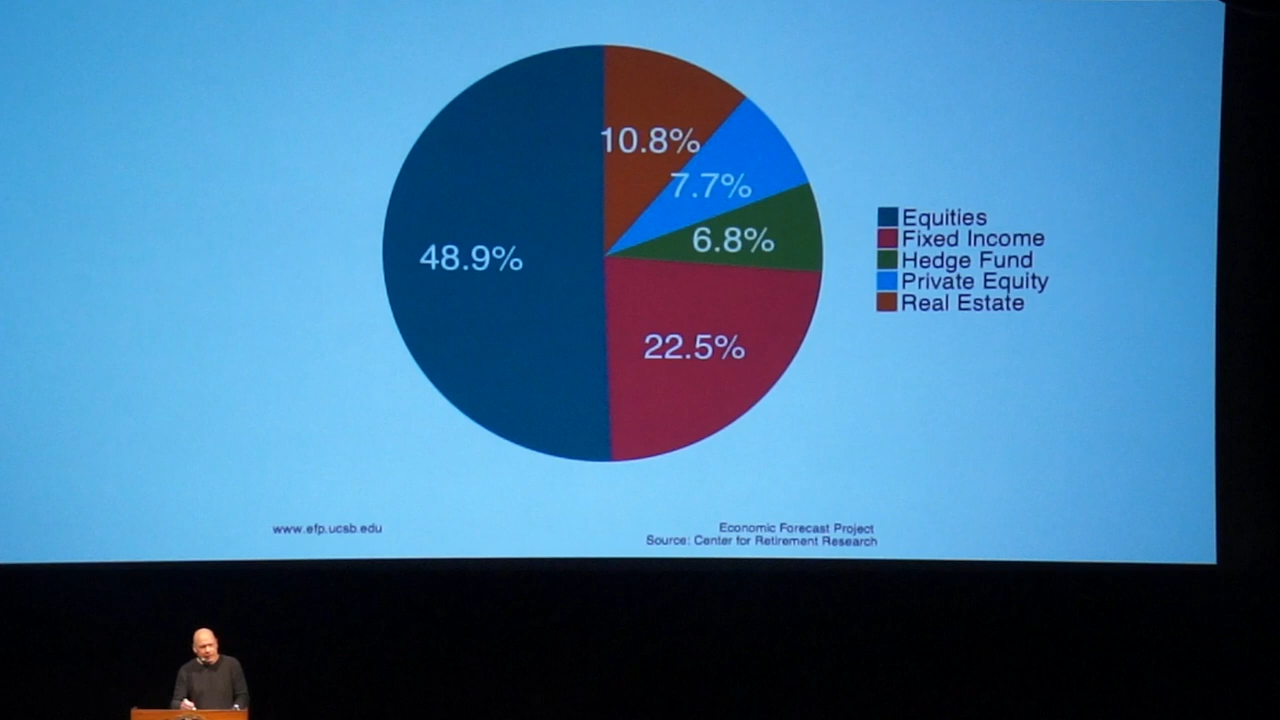 10.8%
7.7%
6.8%
48.9%
22.5%
Equities
Fixed Income
Hedge Fund
Private Equity
Real Estate
www.efp.ucsb.edu
Economic Forecast Project
Source: Center for Retirement Research